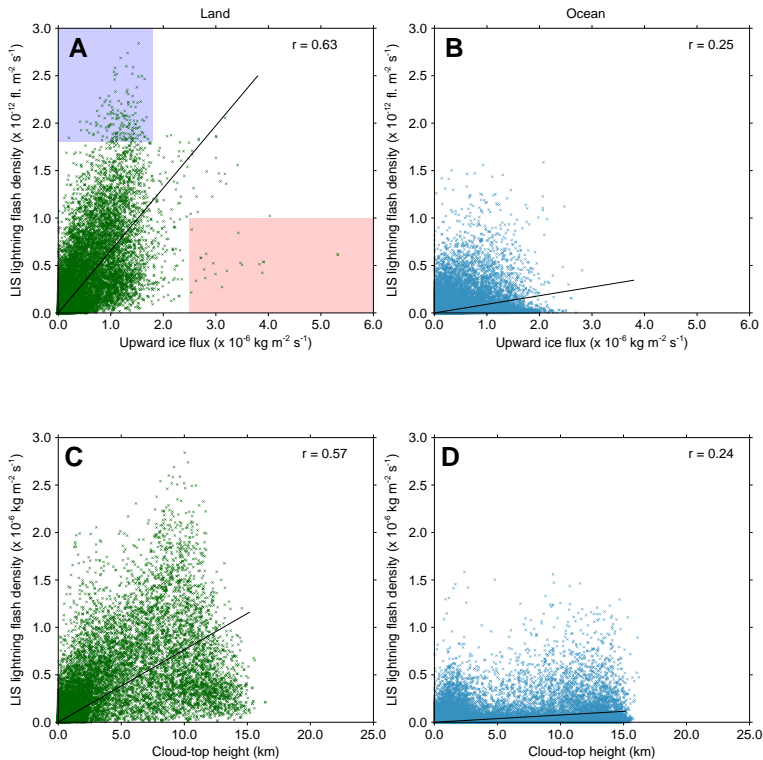 Land
Ocean
A
r = 0.63
B
r = 0.25
3.0
2.5
2.0
1.5
1.0
0.5
0.0
LIS lightning flash density (x 10⁻¹² fl. m⁻² s⁻¹)
0.0 1.0 2.0 3.0 4.0 5.0 6.0
Upward ice flux (x 10⁻⁶ kg m⁻² s⁻¹)
3.0
2.5
2.0
1.5
1.0
0.5
0.0
LIS lightning flash density (x 10⁻¹² fl. m⁻² s⁻¹)
0.0 1.0 2.0 3.0 4.0 5.0 6.0
Upward ice flux (x 10⁻⁶ kg m⁻² s⁻¹)
C
r = 0.57
D
r = 0.24
3.0
2.5
2.0
1.5
1.0
0.5
0.0
LIS lightning flash density (x 10⁻⁶ kg m⁻² s⁻¹)
0.0 5.0 10.0 15.0 20.0 25.0
Cloud-top height (km)
3.0
2.5
2.0
1.5
1.0
0.5
0.0
LIS lightning flash density (x 10⁻⁶ kg m⁻² s⁻¹)
0.0 5.0 10.0 15.0 20.0 25.0
Cloud-top height (km)